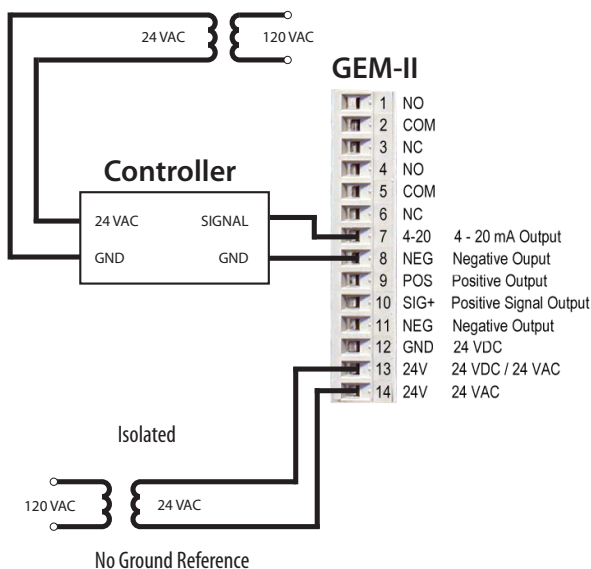 24 VAC
120 VAC
GEM-II
1 NO
2 COM
3 NC
4 NO
5 COM
6 NC
7 4-20 4 - 20 mA Output
8 NEG Negative Ouput
9 POS Positive Output
10 SIG+ Positive Signal Output
11 NEG Negative Output
12 GND 24 VDC
13 24V 24 VDC / 24 VAC
14 24V 24 VAC
Controller
24 VAC SIGNAL
GND GND
Isolated
120 VAC
24 VAC
No Ground Reference